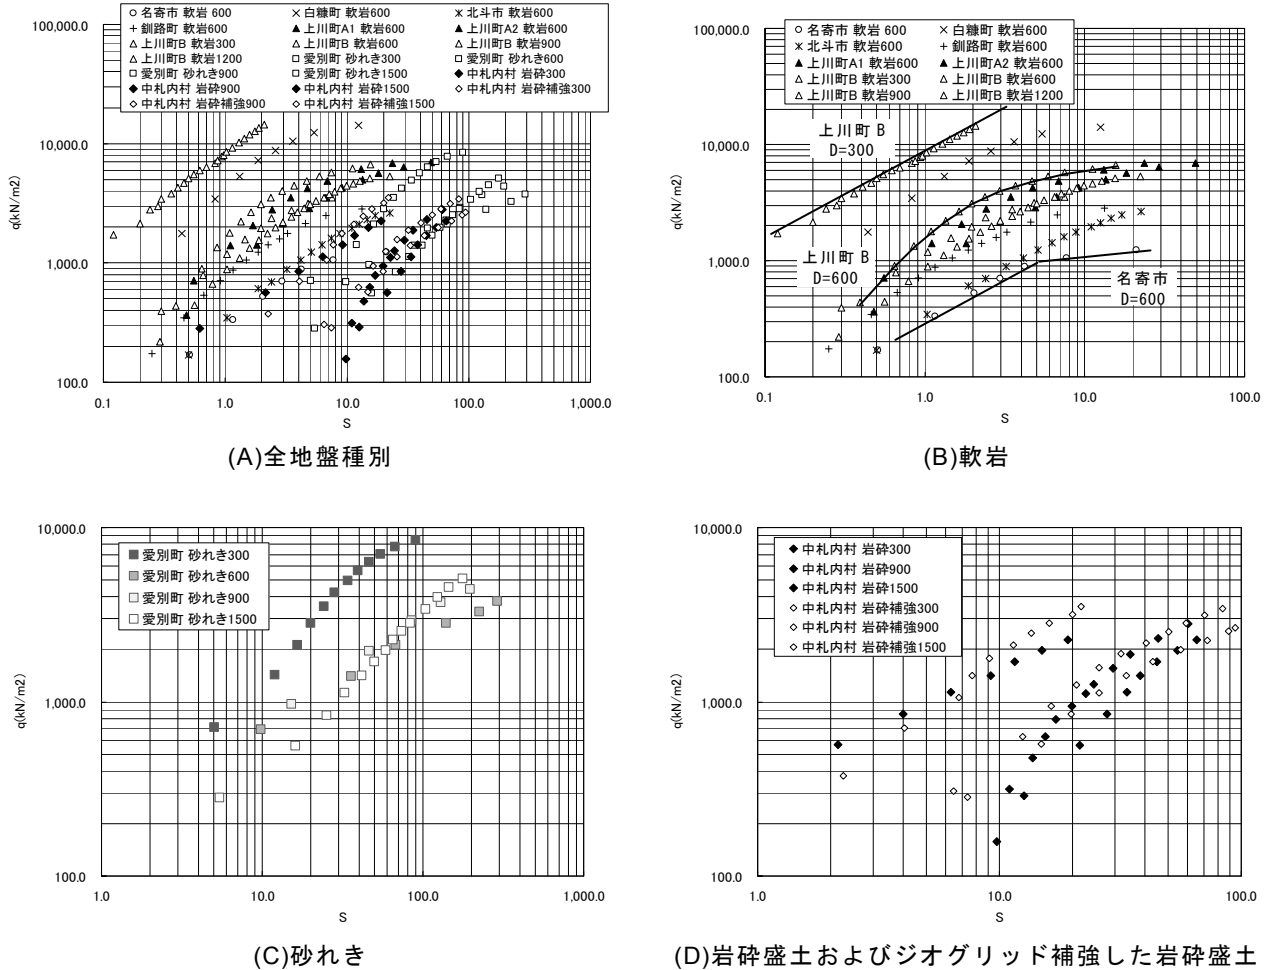 ○ 名寄市 軟岩 600
× 白糠町 軟岩600
北斗市 軟岩600
+ 釧路町 軟岩600
▲ 上川町A1 軟岩600
▲ 上川町A2 軟岩600
△ 上川町B 軟岩300
△ 上川町B 軟岩600
△ 上川町B 軟岩900
△ 上川町B 軟岩1200
□ 愛別町 砂れき300
□ 愛別町 砂れき600
□ 愛別町 砂れき900
□ 愛別町 砂れき1500
◆ 中札内村 岩砕300
◆ 中札内村 岩砕900
◆ 中札内村 岩砕1500
◇ 中札内村 岩砕補強300
◇ 中札内村 岩砕補強900
◇ 中札内村 岩砕補強1500
q(kN/m2)
100,000.0
10,000.0
1,000.0
100.0
0.1
1.0
10.0
100.0
1,000.0
S
(A)全地盤種別
○ 名寄市 軟岩 600
× 白糠町 軟岩600
北斗市 軟岩600
+ 釧路町 軟岩600
▲ 上川町A1 軟岩600
▲ 上川町A2 軟岩600
△ 上川町B 軟岩300
△ 上川町B 軟岩600
△ 上川町B 軟岩900
△ 上川町B 軟岩1200
q(kN/m2)
100,000.0
10,000.0
1,000.0
100.0
上川町 B
D=300
上川町 B
D=600
名寄市
D=600
0.1
1.0
10.0
100.0
S
(B)軟岩
愛別町 砂れき300
愛別町 砂れき600
愛別町 砂れき900
愛別町 砂れき1500
q(kN/m2)
10,000.0
1,000.0
100.0
1.0
10.0
100.0
1,000.0
S
(C)砂れき
◆ 中札内村 岩砕300
◆ 中札内村 岩砕900
◆ 中札内村 岩砕1500
◇ 中札内村 岩砕補強300
◇ 中札内村 岩砕補強900
◇ 中札内村 岩砕補強1500
q(kN/m2)
10,000.0
1,000.0
100.0
1.0
10.0
100.0
S
(D)岩砕盛土およびジオグリッド補強した岩砕盛土